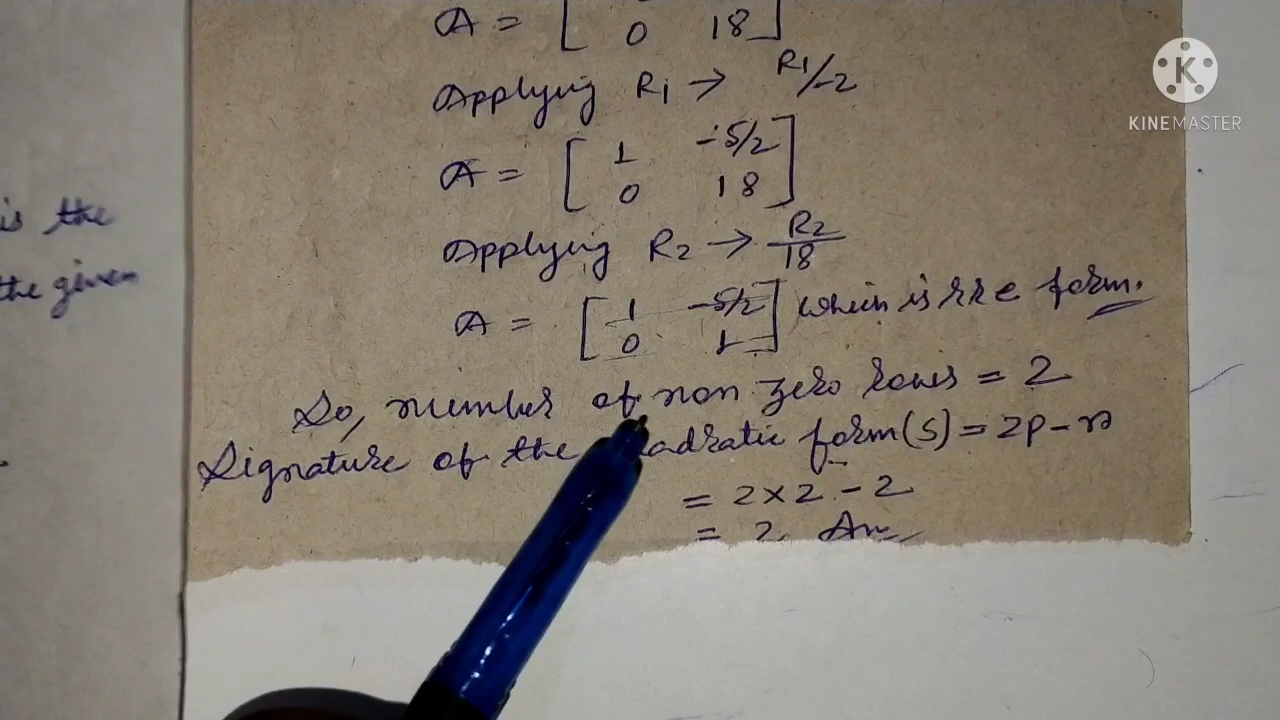 A = [ 0 18 ]
Applying R1 → R1/-2
A = [ 1 -5/2
0 18 ]
Applying R2 → R2/18
A = [ 1 -5/2
0 1 ] which is rre form.
So, number of non zero rows = 2
Signature of the quadratic form(s) = 2p - r
= 2×2 - 2
= 2 Ans
is the
the given
K
KINEMASTER